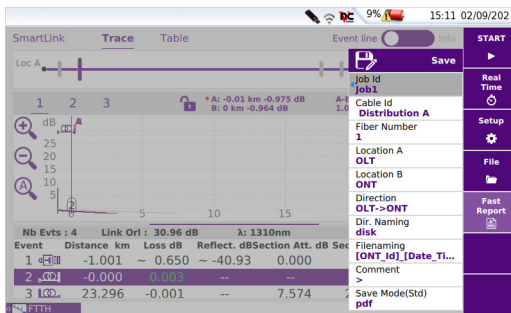 9% 15:11 02/09/202
SmartLink Trace Table Event line Info
Loc A
1 2 3 * A: -0.01 km -0.975 dB A-B
B: 0 km -0.964 dB 1.0
dB
25
20
15
10
5
2
0 5 10 15
Nb Evts : 4 Link Orl : 30.96 dB λ: 1310nm
Event Distance km Loss dB Reflect. dB Section Att. dB Sec
1 -1.001 ~ 0.650 ~ -40.93 0.000
2 -0.000 0.003 -- --
3 23.296 -0.001 -- 7.574 2
FTTH
Save
Job Id
Job1
Cable Id
Distribution A
Fiber Number
1
Location A
OLT
Location B
ONT
Direction
OLT->ONT
Dir. Naming
disk
Filenaming
[ONT_Id]_[Date_Ti...
Comment
>
Save Mode(Std)
pdf
START
Real
Time
Setup
File
Fast
Report